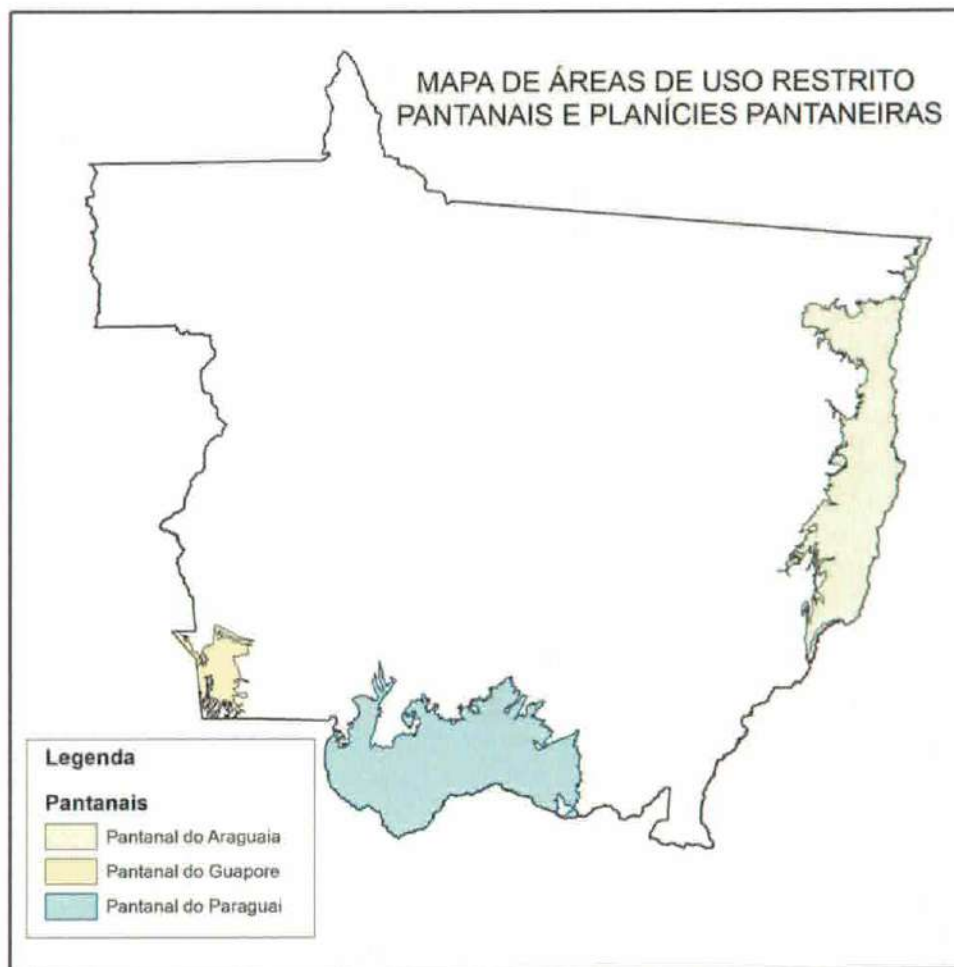 MAPA DE ÁREAS DE USO RESTRITO
PANTANAIS E PLANÍCIES PANTANEIRAS
Legenda
Pantanais
Pantanal do Araguaia
Pantanal do Guapore
Pantanal do Paraguai